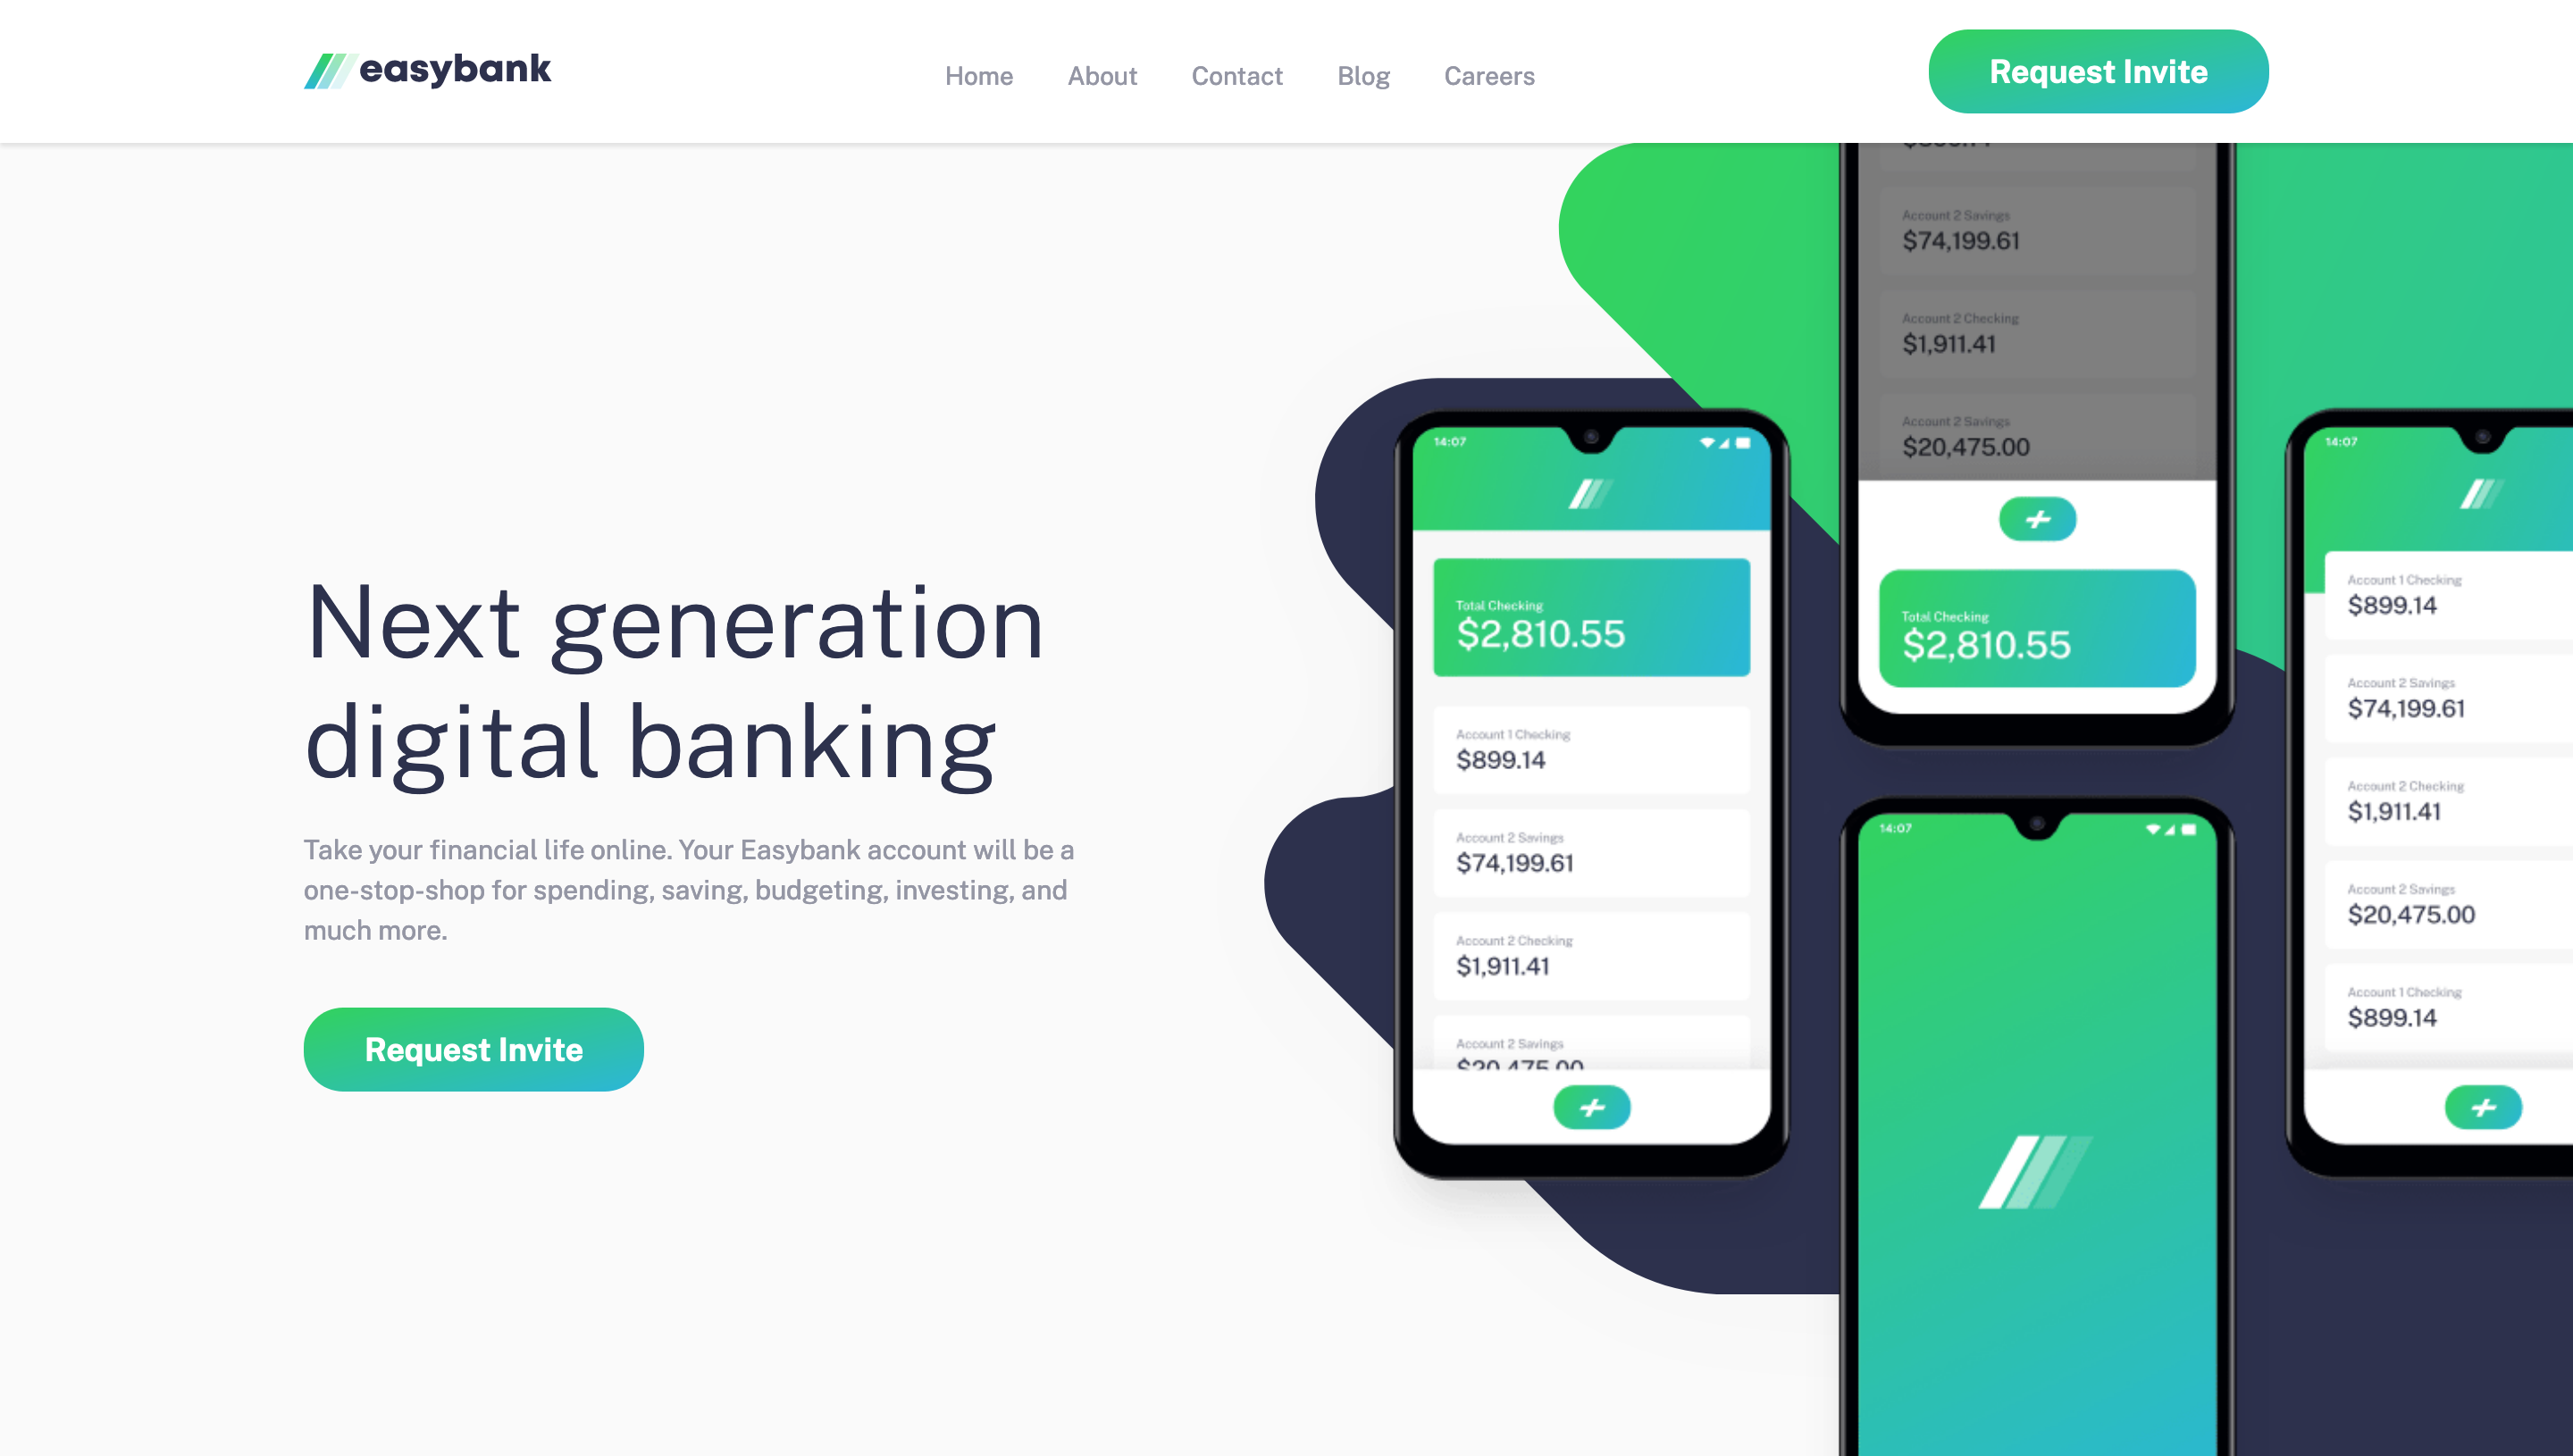 easybank
Home
About
Contact
Blog
Careers
Request Invite
Next generation
digital banking
Take your financial life online. Your Easybank account will be a
one-stop-shop for spending, saving, budgeting, investing, and
much more.
Request Invite
14:07
Total Checking
$2,810.55
Account 1 Checking
$899.14
Account 2 Savings
$74,199.61
Account 2 Checking
$1,911.41
Account 2 Savings
$20,475.00
Account 2 Savings
$74,199.61
Account 2 Checking
$1,911.41
Account 2 Savings
$20,475.00
Total Checking
$2,810.55
14:07
14:07
Account 1 Checking
$899.14
Account 2 Savings
$74,199.61
Account 2 Checking
$1,911.41
Account 2 Savings
$20,475.00
Account 1 Checking
$899.14